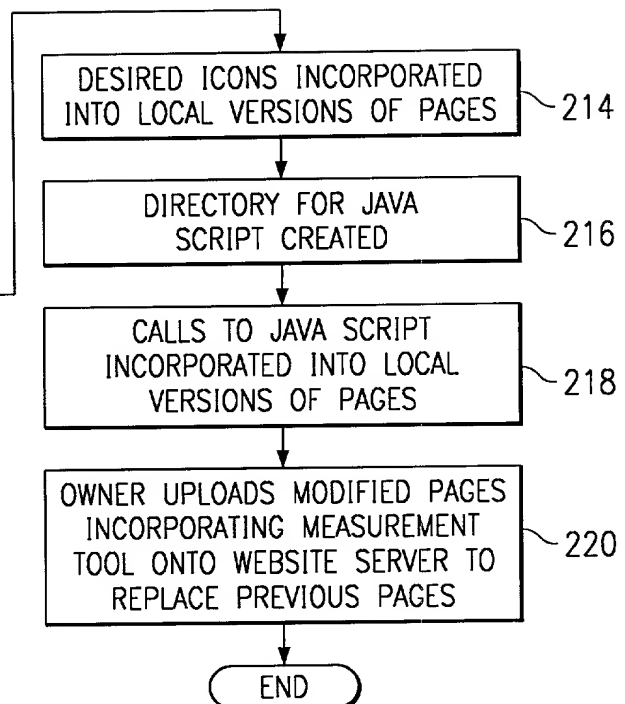 DESIRED ICONS INCORPORATED
INTO LOCAL VERSIONS OF PAGES
214
DIRECTORY FOR JAVA
SCRIPT CREATED
216
CALLS TO JAVA SCRIPT
INCORPORATED INTO LOCAL
VERSIONS OF PAGES
218
OWNER UPLOADS MODIFIED PAGES
INCORPORATING MEASUREMENT
TOOL ONTO WEBSITE SERVER TO
REPLACE PREVIOUS PAGES
220
END